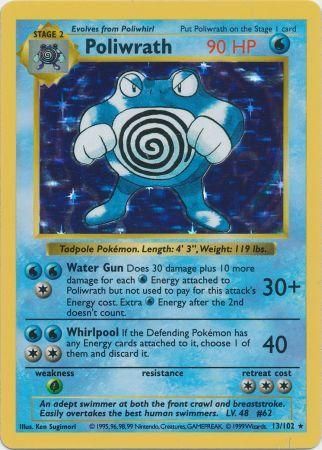 STAGE 2
Evolves from Poliwhirl
Put Poliwrath on the Stage 1 card
Poliwrath 90 HP
Tadpole Pokémon. Length: 4' 3", Weight: 119 lbs.
Water Gun Does 30 damage plus 10 more
damage for each Energy attached to
Poliwrath but not used to pay for this attack's
Energy cost. Extra Energy after the 2nd
doesn't count.
30+
Whirlpool If the Defending Pokémon has
any Energy cards attached to it, choose 1 of
them and discard it.
40
weakness resistance retreat cost
An adept swimmer at both the front crawl and breaststroke.
Easily overtakes the best human swimmers. LV. 48 #62
Illus. Ken Sugimori © 1995, 96, 98, 99 Nintendo, Creatures, GAMEFREAK. © 1999 Wizards. 13/102 ★